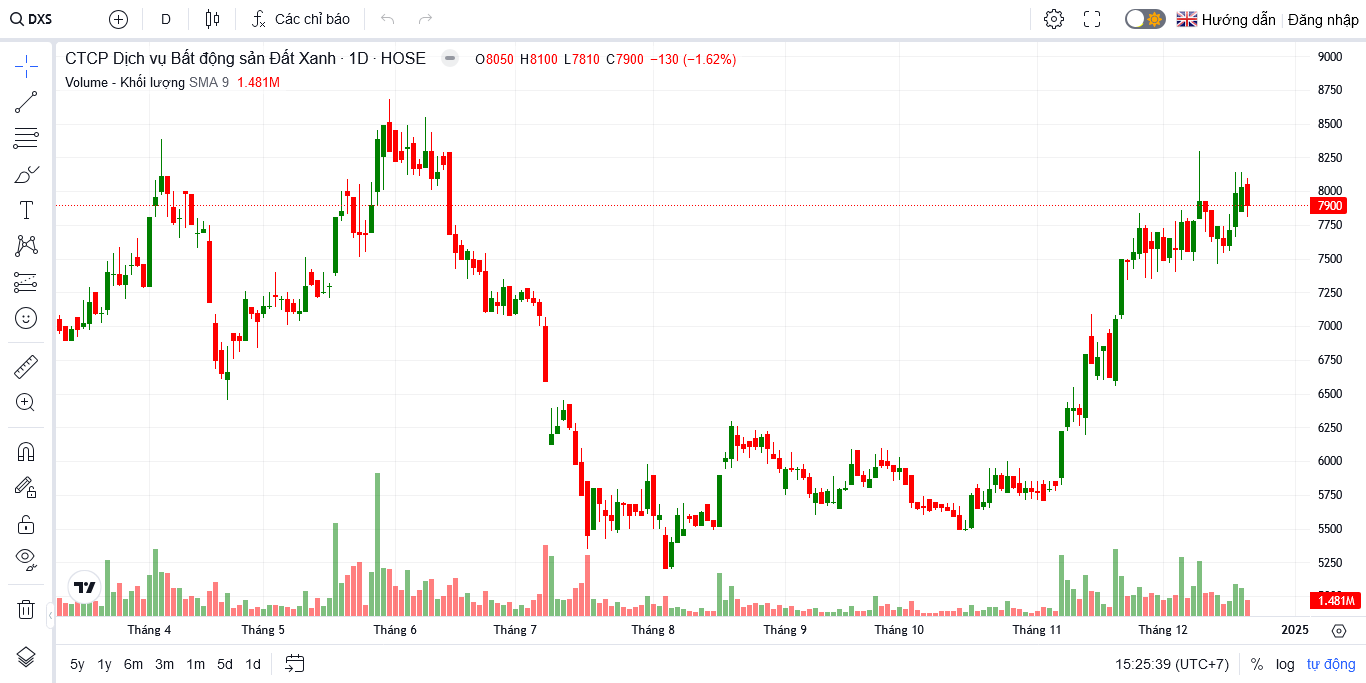 DXS D Các chỉ báo Hướng dẫn Đăng nhập
CTCP Dịch vụ Bất động sản Đất Xanh · 1D · HOSE O8050 H8100 L7810 C7900 −130 (−1.62%)
Volume - Khối lượng SMA 9 1.481M
9000
8750
8500
8250
8000
7900
7750
7500
7250
7000
6750
6500
6250
6000
5750
5500
5250
1.481M
Tháng 4 Tháng 5 Tháng 6 Tháng 7 Tháng 8 Tháng 9 Tháng 10 Tháng 11 Tháng 12 2025
5y 1y 6m 3m 1m 5d 1d 15:25:39 (UTC+7) % log tự động